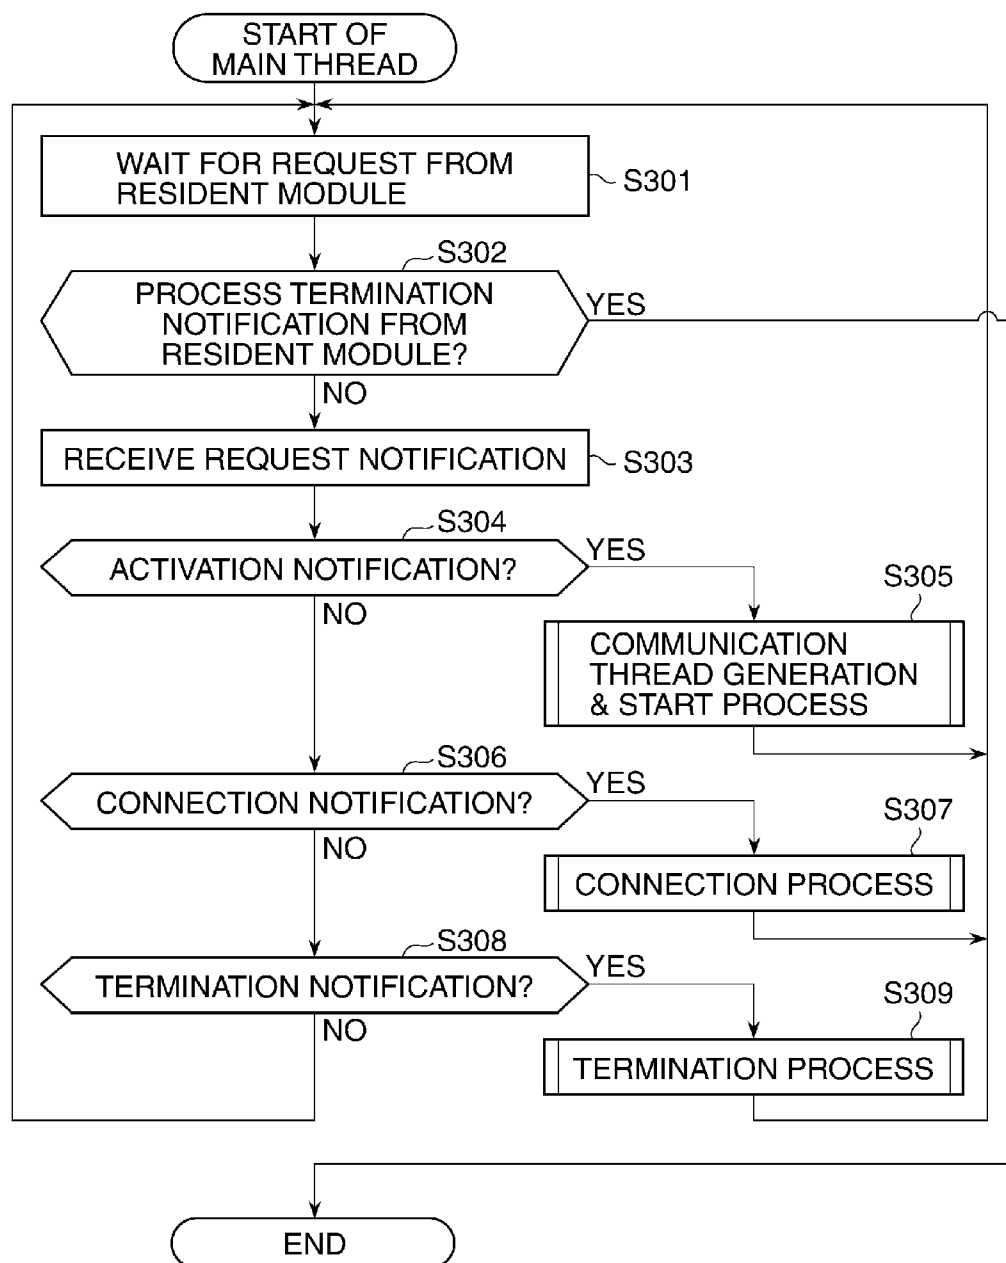 START OF
MAIN THREAD
WAIT FOR REQUEST FROM
RESIDENT MODULE
S301
S302
PROCESS TERMINATION
NOTIFICATION FROM
RESIDENT MODULE?
YES
NO
RECEIVE REQUEST NOTIFICATION
S303
S304
ACTIVATION NOTIFICATION?
YES
NO
S305
COMMUNICATION
THREAD GENERATION
& START PROCESS
S306
CONNECTION NOTIFICATION?
YES
NO
S307
CONNECTION PROCESS
S308
TERMINATION NOTIFICATION?
YES
NO
S309
TERMINATION PROCESS
END